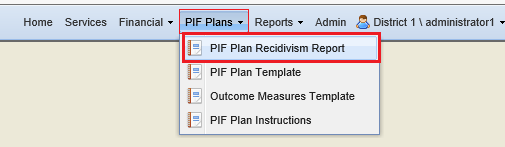 Home Services Financial PIF Plans Reports Admin District 1 \ administrator1
PIF Plan Recidivism Report
PIF Plan Template
Outcome Measures Template
PIF Plan Instructions